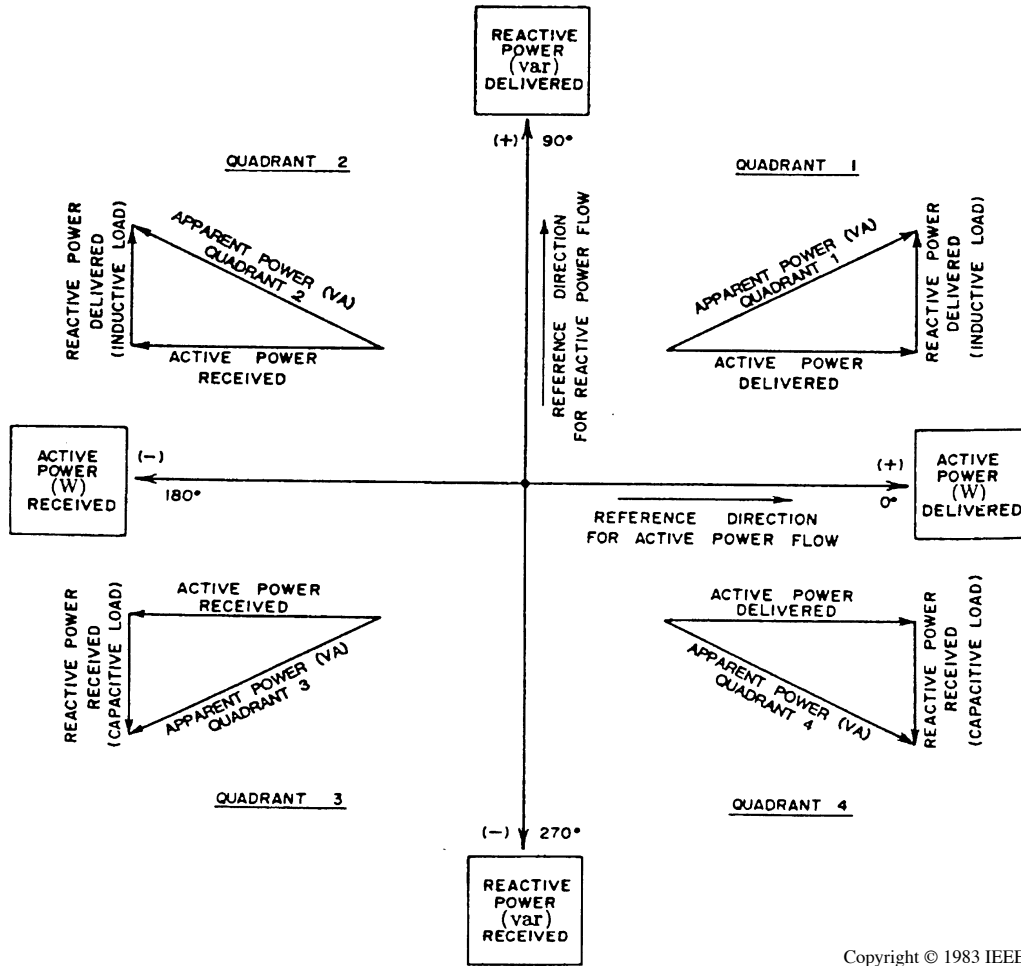 REACTIVE
POWER
(var)
DELIVERED
(+)
90°
QUADRANT 2
QUADRANT 1
REACTIVE POWER
DELIVERED
(INDUCTIVE LOAD)
APPARENT POWER (VA)
QUADRANT 2
ACTIVE POWER
RECEIVED
REFERENCE DIRECTION
FOR REACTIVE POWER FLOW
APPARENT POWER (VA)
QUADRANT 1
ACTIVE POWER
DELIVERED
REACTIVE POWER
DELIVERED
(INDUCTIVE LOAD)
ACTIVE
POWER
(W)
RECEIVED
(-)
180°
(+)
0°
ACTIVE
POWER
(W)
DELIVERED
REFERENCE DIRECTION
FOR ACTIVE POWER FLOW
REACTIVE POWER
RECEIVED
(CAPACITIVE LOAD)
ACTIVE POWER
RECEIVED
APPARENT POWER (VA)
QUADRANT 3
ACTIVE POWER
DELIVERED
APPARENT POWER (VA)
QUADRANT 4
REACTIVE POWER
RECEIVED
(CAPACITIVE LOAD)
QUADRANT 3
QUADRANT 4
(-)
270°
REACTIVE
POWER
(var)
RECEIVED
Copyright © 1983 IEEE